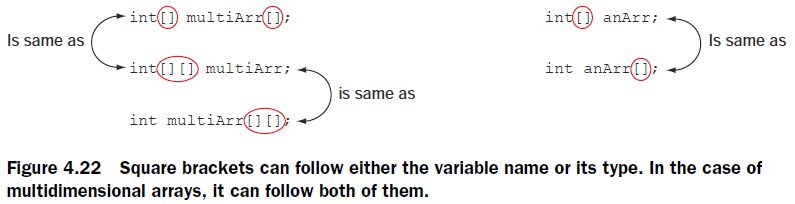 int[] multiArr[];
int[] anArr;
Is same as
Is same as
int[][] multiArr;
int anArr[];
is same as
int multiArr[][];
Figure 4.22 Square brackets can follow either the variable name or its type. In the case of
multidimensional arrays, it can follow both of them.